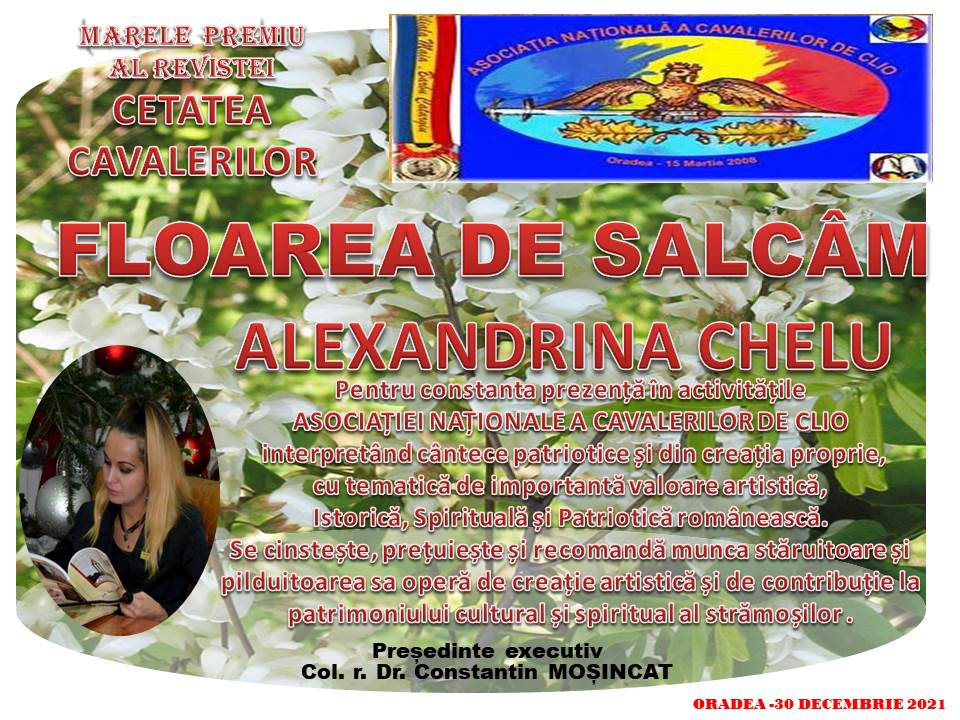 MARELE PREMIU
AL REVISTEI
CETATEA
CAVALERILOR
ASOCIAȚIA NAȚIONALĂ A CAVALERILOR DE CLIO
Oradea - 15 Martie 2008
FLOAREA DE SALCÂM
ALEXANDRINA CHELU
Pentru constanta prezență în activitățile
ASOCIAȚIEI NAȚIONALE A CAVALERILOR DE CLIO
interpretând cântece patriotice și din creația proprie,
cu tematică de importantă valoare artistică,
Istorică, Spirituală și Patriotică românească.
Se cinstește, prețuiește și recomandă munca stăruitoare și
pilduitoarea sa operă de creație artistică și de contribuție la
patrimoniului cultural și spiritual al strămoșilor .
Președinte executiv
Col. r. Dr. Constantin MOȘINCAT
ORADEA -30 DECEMBRIE 2021